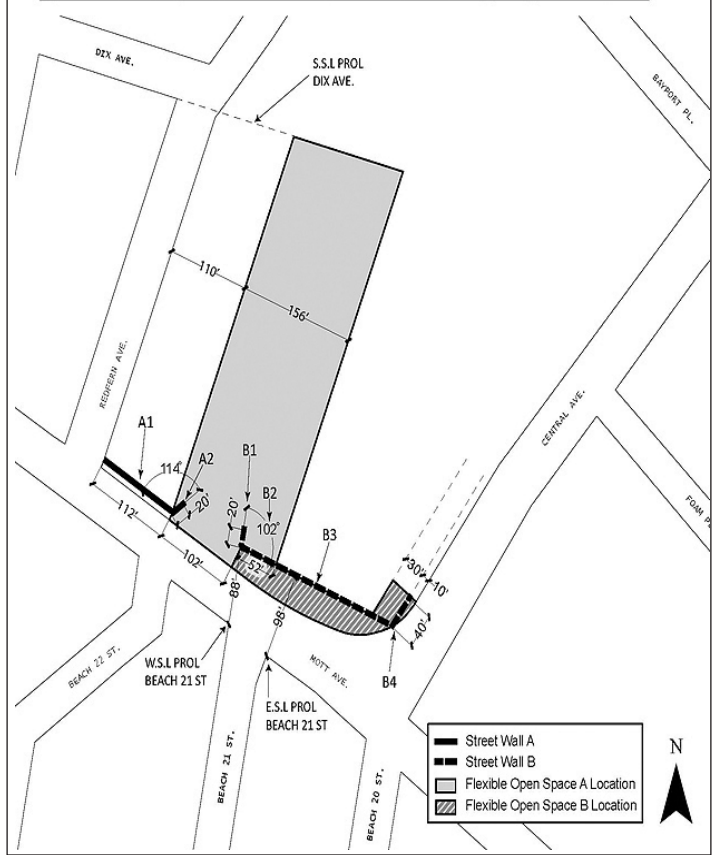 DIX AVE.
S.S.L PROL
DIX AVE.
BAYPORT PL.
110'
156'
REDFERN AVE.
CENTRAL AVE.
A1
114°
A2
20'
B1
B2
20'
102°
52'
B3
112'
102'
88'
98'
30'
10'
40'
B4
W.S.L PROL
BEACH 21 ST
E.S.L PROL
BEACH 21 ST
MOTT AVE.
BEACH 22 ST.
BEACH 21 ST.
BEACH 20 ST.
Street Wall A
Street Wall B
Flexible Open Space A Location
Flexible Open Space B Location
N